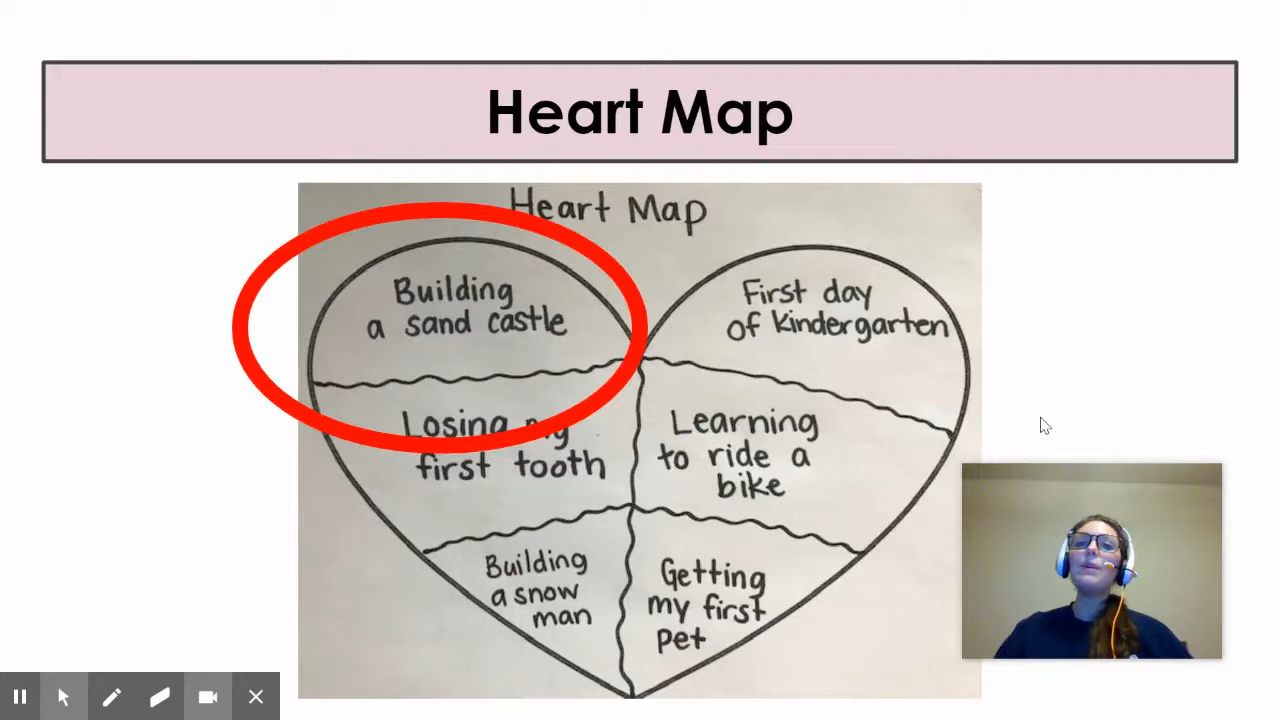 Heart Map
Heart Map
Building
a sand castle
First day
of Kindergarten
Losing my
first tooth
Learning
to ride a
bike
Building
a snow
man
Getting
my first
pet